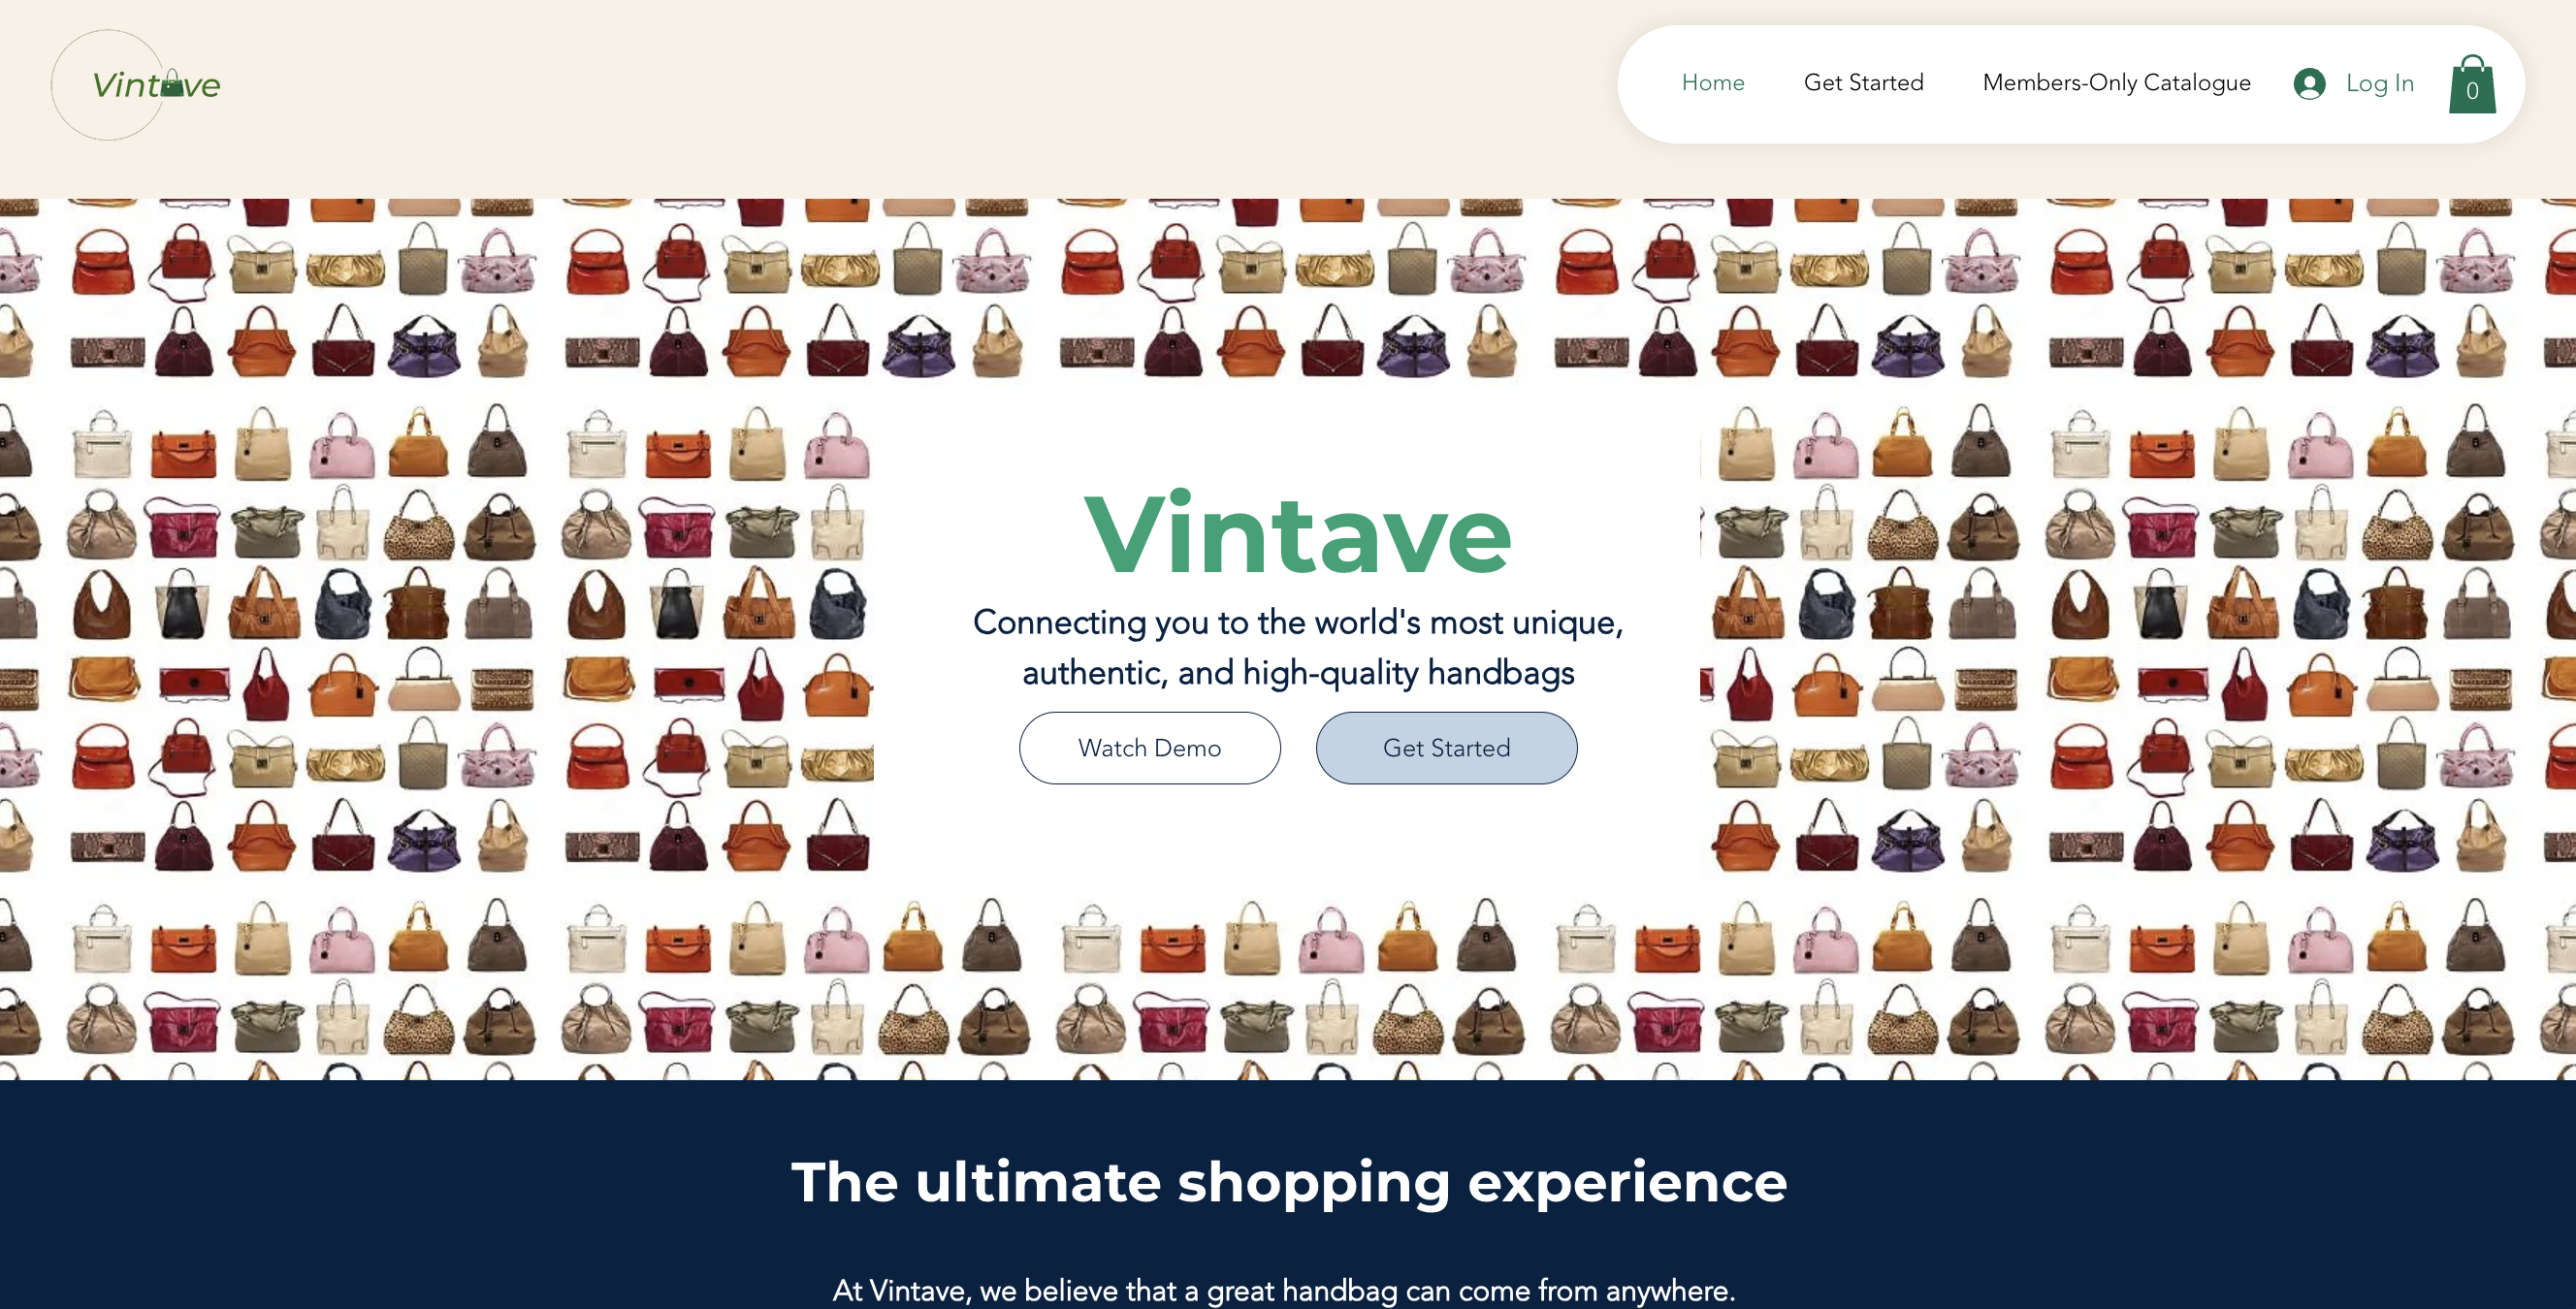 Vintave
Home
Get Started
Members-Only Catalogue
Log In
0
Vintave
Connecting you to the world's most unique,
authentic, and high-quality handbags
Watch Demo
Get Started
The ultimate shopping experience
At Vintave, we believe that a great handbag can come from anywhere.